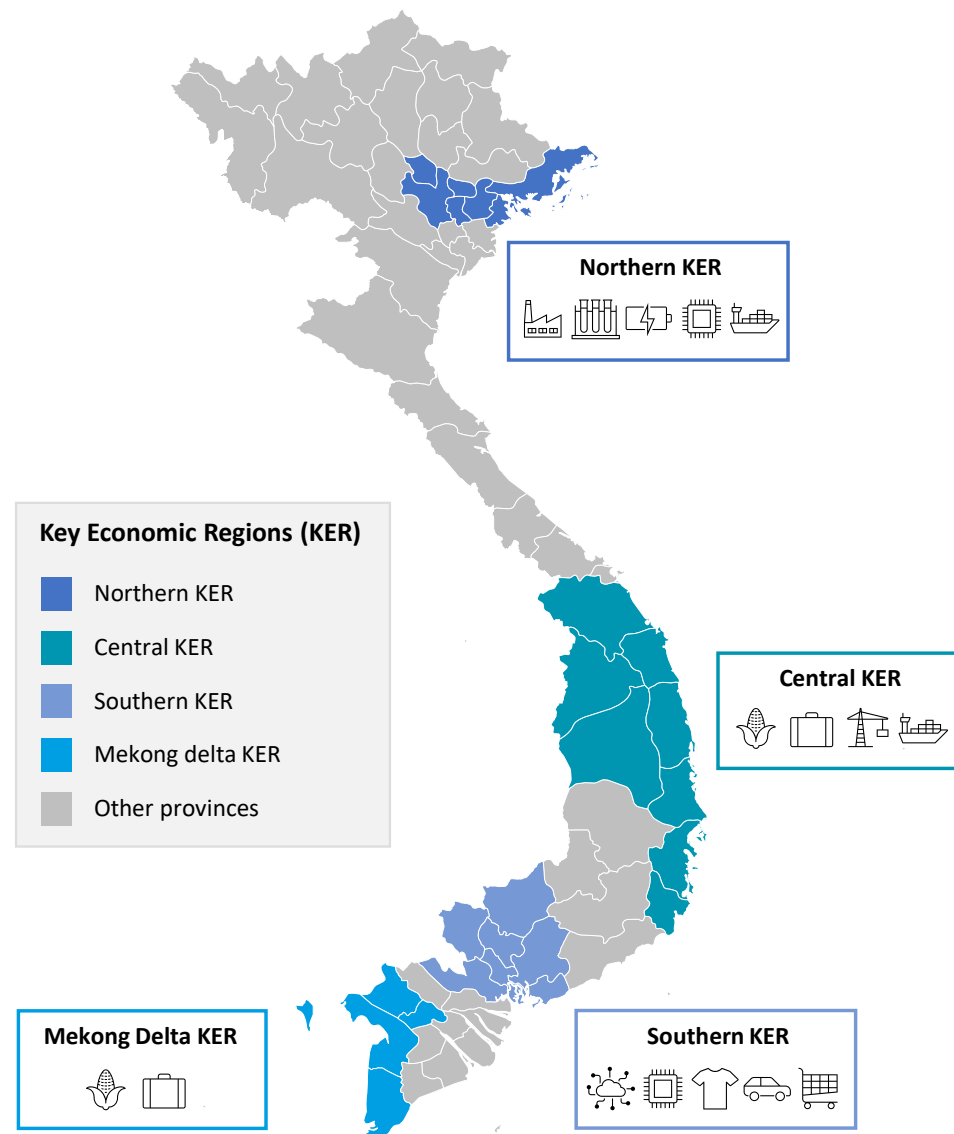 Northern KER
Key Economic Regions (KER)
Northern KER
Central KER
Southern KER
Mekong delta KER
Other provinces
Central KER
Mekong Delta KER
Southern KER